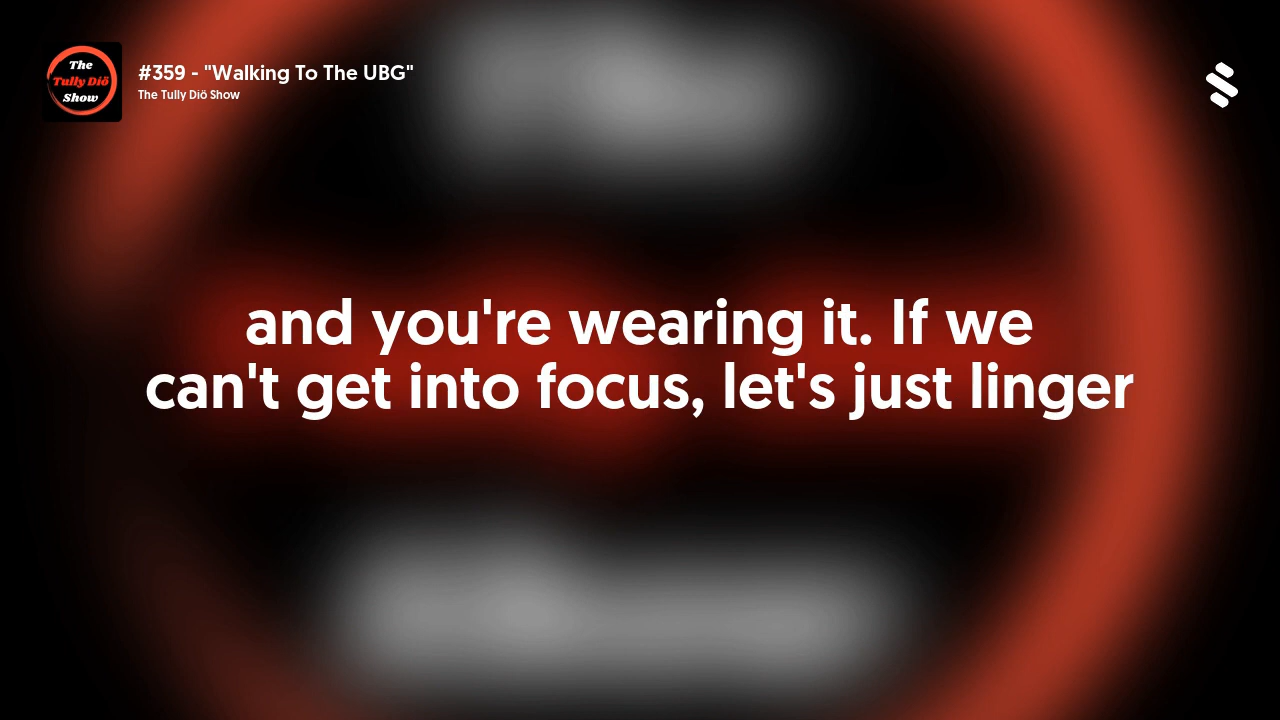 The
Tully Diö
Show
#359 - "Walking To The UBG"
The Tully Diö Show
and you're wearing it. If we
can't get into focus, let's just linger